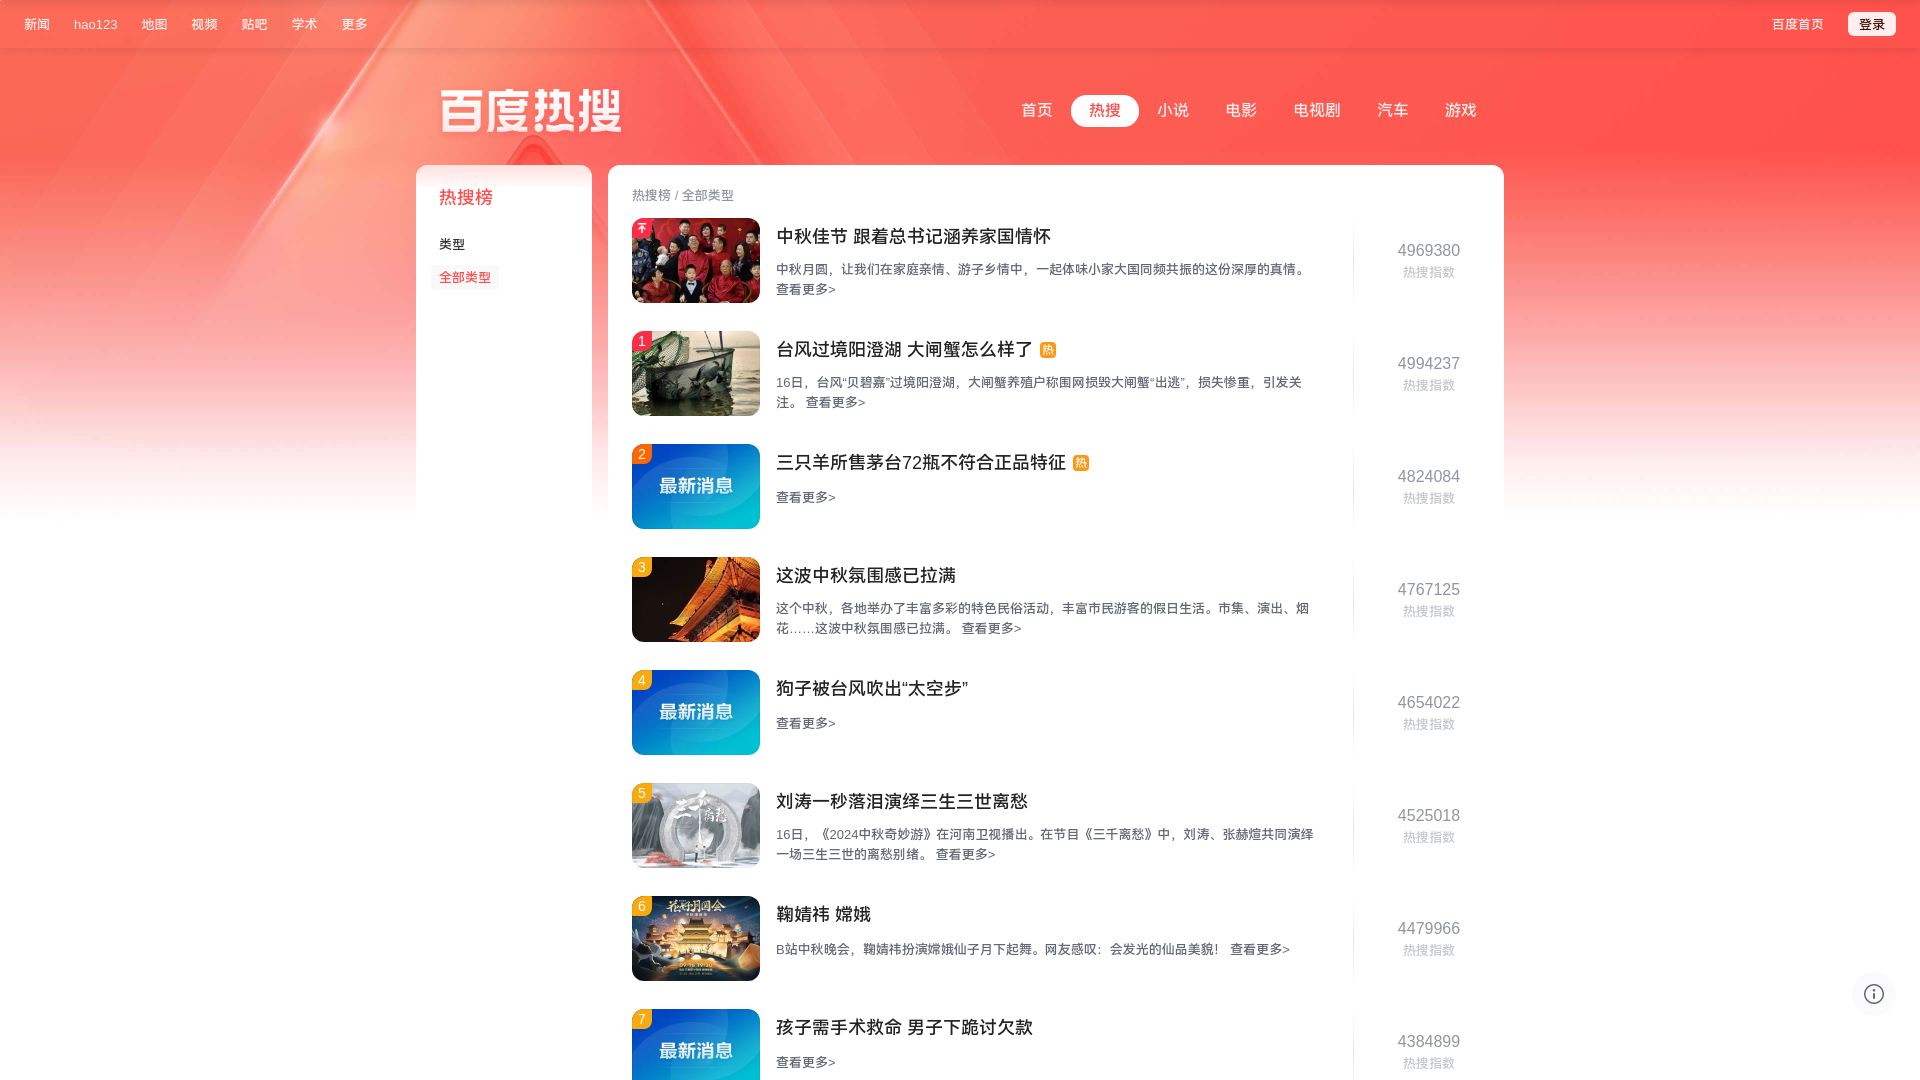 新闻 hao123 地图 视频 贴吧 学术 更多 百度首页 登录
百度热搜
首页 热搜 小说 电影 电视剧 汽车 游戏
热搜榜
类型
全部类型
热搜榜 / 全部类型
中秋佳节 跟着总书记涵养家国情怀
中秋月圆，让我们在家庭亲情、游子乡情中，一起体味小家大国同频共振的这份深厚的真情。
查看更多>
4969380
热搜指数
1
台风过境阳澄湖 大闸蟹怎么样了 热
16日，台风“贝碧嘉”过境阳澄湖，大闸蟹养殖户称围网损毁大闸蟹“出逃”，损失惨重，引发关
注。 查看更多>
4994237
热搜指数
2
最新消息
三只羊所售茅台72瓶不符合正品特征 热
查看更多>
4824084
热搜指数
3
这波中秋氛围感已拉满
这个中秋，各地举办了丰富多彩的特色民俗活动，丰富市民游客的假日生活。市集、演出、烟
花……这波中秋氛围感已拉满。 查看更多>
4767125
热搜指数
4
最新消息
狗子被台风吹出“太空步”
查看更多>
4654022
热搜指数
5
三千离愁
刘涛一秒落泪演绎三生三世离愁
16日，《2024中秋奇妙游》在河南卫视播出。在节目《三千离愁》中，刘涛、张赫煊共同演绎
一场三生三世的离愁别绪。 查看更多>
4525018
热搜指数
6
花好月圆会
鞠婧祎 嫦娥
B站中秋晚会，鞠婧祎扮演嫦娥仙子月下起舞。网友感叹：会发光的仙品美貌！ 查看更多>
4479966
热搜指数
7
最新消息
孩子需手术救命 男子下跪讨欠款
查看更多>
4384899
热搜指数